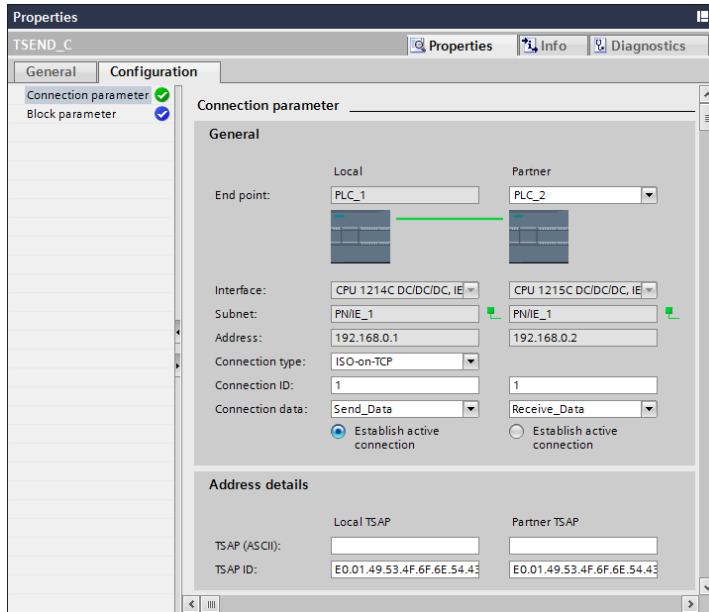 Properties
TSEND_C
Properties
Info
Diagnostics
General
Configuration
Connection parameter
Block parameter
Connection parameter
General
Local Partner
End point: PLC_1 PLC_2
Interface: CPU 1214C DC/DC/DC, IE CPU 1215C DC/DC/DC, IE
Subnet: PN/IE_1 PN/IE_1
Address: 192.168.0.1 192.168.0.2
Connection type: ISO-on-TCP
Connection ID: 1 1
Connection data: Send_Data Receive_Data
Establish active Establish active
connection connection
Address details
Local TSAP Partner TSAP
TSAP (ASCII):
TSAP ID: E0.01.49.53.4F.6F.6E.54.43 E0.01.49.53.4F.6F.6E.54.43